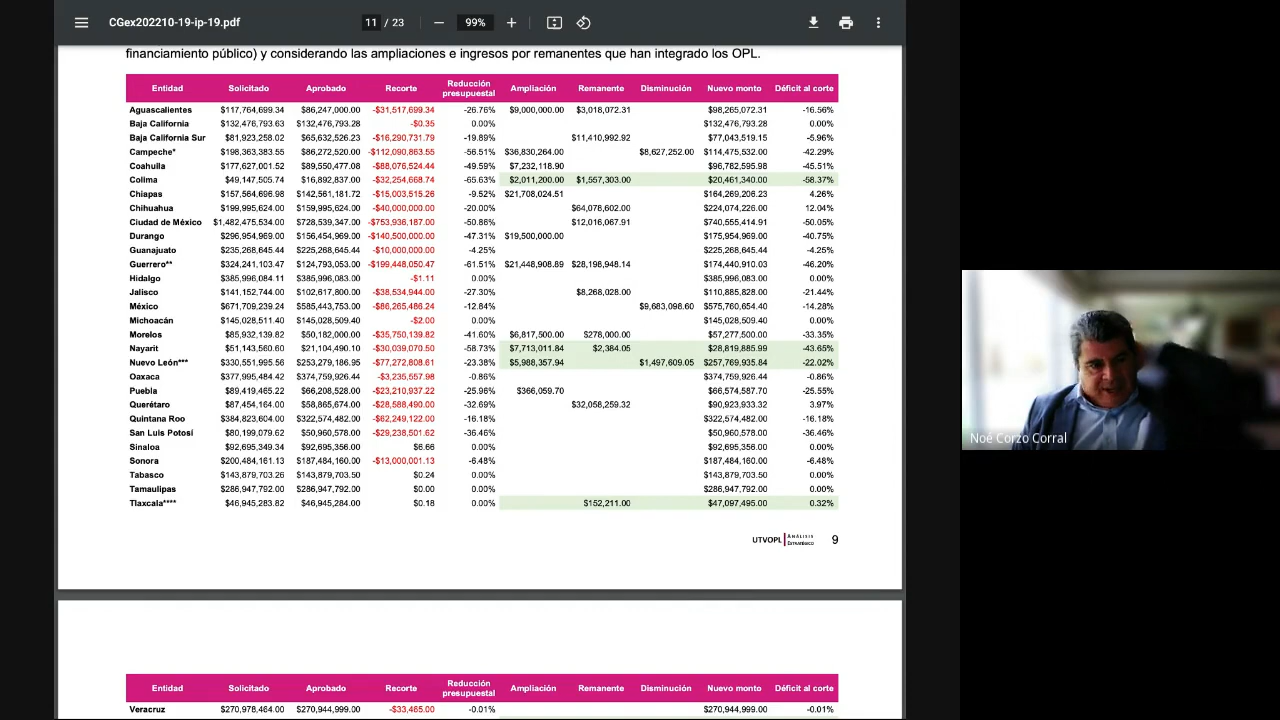 CGex202210-19-ip-19.pdf 11 / 23 99%
financiamiento público) y considerando las ampliaciones e ingresos por remanentes que han integrado los OPL.
Entidad Solicitado Aprobado Recorte Reducción presupuestal Ampliación Remanente Disminución Nuevo monto Déficit al corte
Aguascalientes $117,764,699.34 $86,247,000.00 -$31,517,699.34 -26.76% $9,000,000.00 $3,018,072.31 $98,265,072.31 -16.56%
Baja California $132,476,793.63 $132,476,793.28 -$0.35 0.00% $132,476,793.28 0.00%
Baja California Sur $81,923,258.02 $65,632,526.23 -$16,290,731.79 -19.89% $11,410,992.92 $77,043,519.15 -5.96%
Campeche* $198,363,383.55 $86,272,520.00 -$112,090,863.55 -56.51% $36,830,264.00 $8,627,252.00 $114,475,532.00 -42.29%
Coahuila $177,627,001.52 $89,550,477.08 -$88,076,524.44 -49.59% $7,232,118.90 $96,782,595.98 -45.51%
Colima $49,147,505.74 $16,892,837.00 -$32,254,668.74 -65.63% $2,011,200.00 $1,557,303.00 $20,461,340.00 -58.37%
Chiapas $157,564,696.98 $142,561,181.72 -$15,003,515.26 -9.52% $21,708,024.51 $164,269,206.23 4.26%
Chihuahua $199,995,624.00 $159,995,624.00 -$40,000,000.00 -20.00% $64,078,602.00 $224,074,226.00 12.04%
Ciudad de México $1,482,475,534.00 $728,539,347.00 -$753,936,187.00 -50.86% $12,016,067.91 $740,555,414.91 -50.05%
Durango $296,954,969.00 $156,454,969.00 -$140,500,000.00 -47.31% $19,500,000.00 $175,954,969.00 -40.75%
Guanajuato $235,268,645.44 $225,268,645.44 -$10,000,000.00 -4.25% $225,268,645.44 -4.25%
Guerrero** $324,241,103.47 $124,793,053.00 -$199,448,050.47 -61.51% $21,448,908.89 $28,198,948.14 $174,440,910.03 -46.20%
Hidalgo $385,996,084.11 $385,996,083.00 -$1.11 0.00% $385,996,083.00 0.00%
Jalisco $141,152,744.00 $102,617,800.00 -$38,534,944.00 -27.30% $8,268,028.00 $110,885,828.00 -21.44%
México $671,709,239.24 $585,443,753.00 -$86,265,486.24 -12.84% $9,683,098.60 $575,760,654.40 -14.28%
Michoacán $145,028,511.40 $145,028,509.40 -$2.00 0.00% $145,028,509.40 0.00%
Morelos $85,932,139.82 $50,182,000.00 -$35,750,139.82 -41.60% $6,817,500.00 $278,000.00 $57,277,500.00 -33.35%
Nayarit $51,143,560.60 $21,104,490.10 -$30,039,070.50 -58.73% $7,713,011.84 $2,384.05 $28,819,885.99 -43.65%
Nuevo León*** $330,551,995.56 $253,279,186.95 -$77,272,808.61 -23.38% $5,988,357.94 $1,497,609.05 $257,769,935.84 -22.02%
Oaxaca $377,995,484.42 $374,759,926.44 -$3,235,557.98 -0.86% $374,759,926.44 -0.86%
Puebla $89,419,465.22 $66,208,528.00 -$23,210,937.22 -25.96% $366,059.70 $66,574,587.70 -25.55%
Querétaro $87,454,164.00 $58,865,674.00 -$28,588,490.00 -32.69% $32,058,259.32 $90,923,933.32 3.97%
Quintana Roo $384,823,604.00 $322,574,482.00 -$62,249,122.00 -16.18% $322,574,482.00 -16.18%
San Luis Potosí $80,199,079.62 $50,960,578.00 -$29,238,501.62 -36.46% $50,960,578.00 -36.46%
Sinaloa $92,695,349.34 $92,695,356.00 $6.66 0.00% $92,695,356.00 0.00%
Sonora $200,484,161.13 $187,484,160.00 -$13,000,001.13 -6.48% $187,484,160.00 -6.48%
Tabasco $143,879,703.26 $143,879,703.50 $0.24 0.00% $143,879,703.50 0.00%
Tamaulipas $286,947,792.00 $286,947,792.00 $0.00 0.00% $286,947,792.00 0.00%
Tlaxcala**** $46,945,283.82 $46,945,284.00 $0.18 0.00% $152,211.00 $47,097,495.00 0.32%
UTVOPL ANÁLISIS ESTRATÉGICO 9
Entidad Solicitado Aprobado Recorte Reducción presupuestal Ampliación Remanente Disminución Nuevo monto Déficit al corte
Veracruz $270,978,464.00 $270,944,999.00 -$33,465.00 -0.01% $270,944,999.00 -0.01%
Noé Corzo Corral